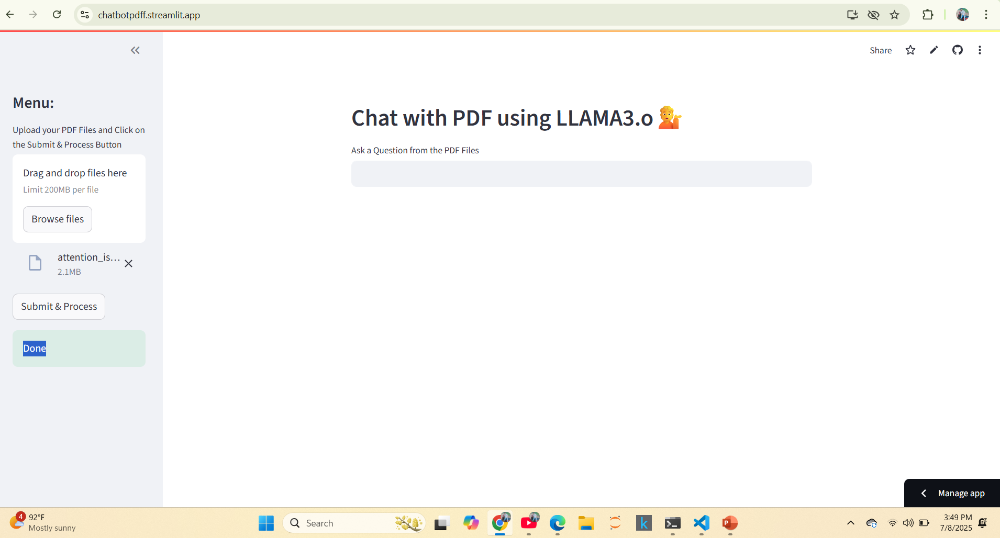 chatbotpdff.streamlit.app
Share
Menu:
Upload your PDF Files and Click on
the Submit & Process Button
Drag and drop files here
Limit 200MB per file
Browse files
attention_is...
2.1MB
Submit & Process
Done
Chat with PDF using LLAMA3.o
Ask a Question from the PDF Files
Manage app
4
92°F
Mostly sunny
Search
k
P
3:49 PM
7/8/2025